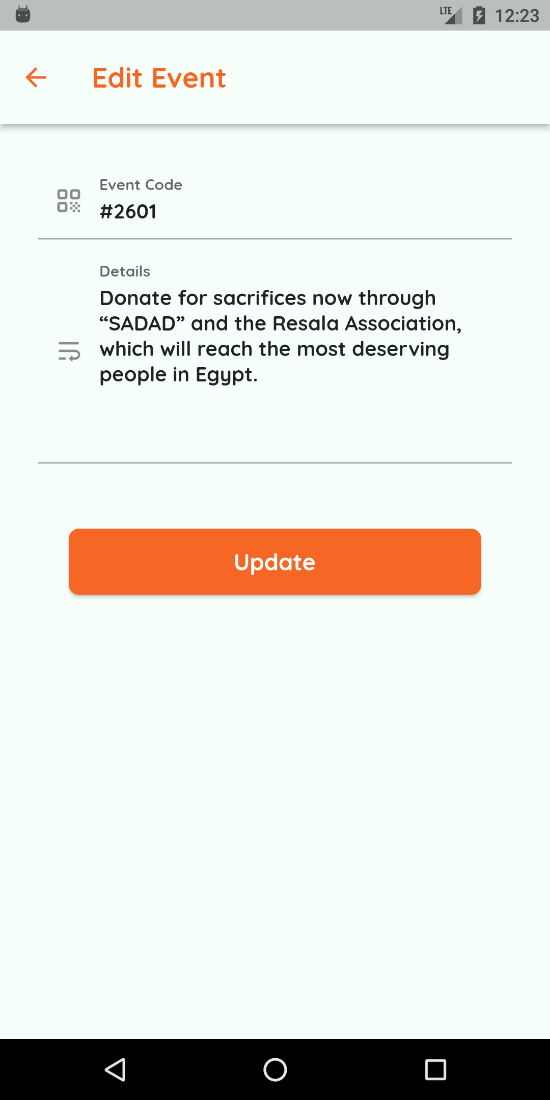 LTE 12:23
Edit Event
Event Code
#2601
Details
Donate for sacrifices now through
“SADAD” and the Resala Association,
which will reach the most deserving
people in Egypt.
Update